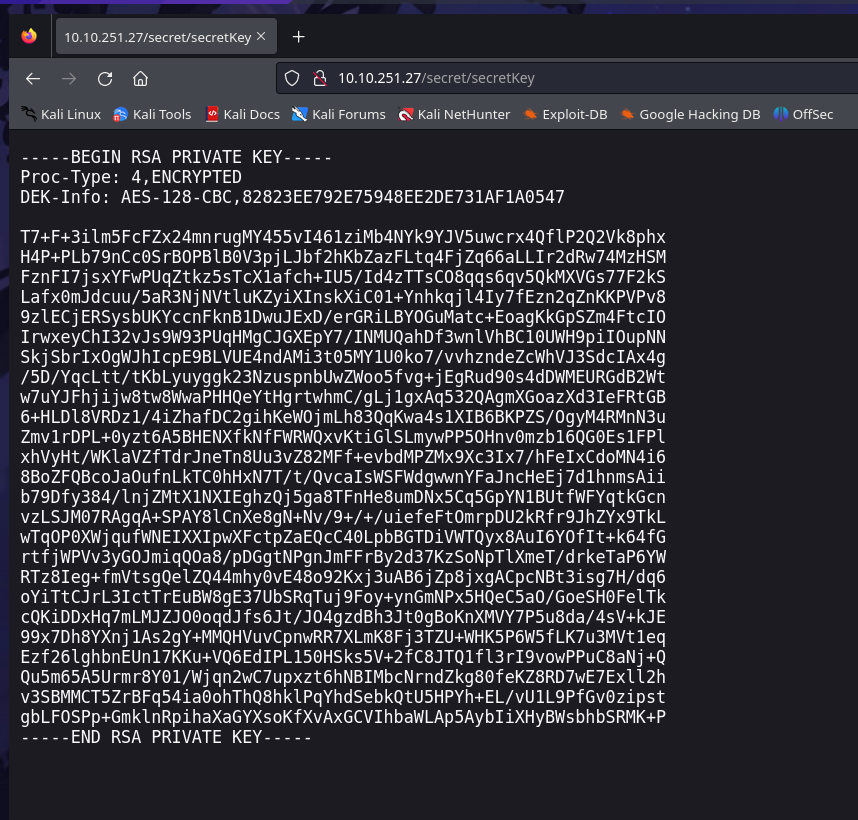 10.10.251.27/secret/secretKey
10.10.251.27/secret/secretKey
Kali Linux Kali Tools Kali Docs Kali Forums Kali NetHunter Exploit-DB Google Hacking DB OffSec
-----BEGIN RSA PRIVATE KEY-----
Proc-Type: 4,ENCRYPTED
DEK-Info: AES-128-CBC,82823EE792E75948EE2DE731AF1A0547
T7+F+3ilm5FcFZx24mnrugMY455vI461ziMb4NYk9YJV5uwcrx4QflP2Q2Vk8phx
H4P+PLb79nCc0SrBOPBlB0V3pjLJbf2hKbZazFLtq4FjZq66aLLIr2dRw74MzHSM
FznFI7jsxYFwPUqZtkz5sTcX1afch+IU5/Id4zTTsCO8qqs6qv5QkMXVGs77F2kS
Lafx0mJdcuu/5aR3NjNVtluKZyiXInskXiC01+Ynhkqjl4Iy7fEzn2qZnKKPVPv8
9zlECjERSysbUKYccnFknB1DwuJExD/erGRiLBYOGuMatc+EoagKkGpSZm4FtcIO
IrwxeyChI32vJs9W93PUqHMgCJGXEpY7/INMUQahDf3wnlVhBC10UWH9piIOupNN
SkjSbrIxOgWJhIcpE9BLVUE4ndAMi3t05MY1U0ko7/vvhzndeZcWhVJ3SdcIAx4g
/5D/YqcLtt/tKbLyuyggk23NzuspnbUwZWoo5fvg+jEgRud90s4dDWMEURGdB2Wt
w7uYJFhjijw8tw8WwaPHHQeYtHgrtwhmC/gLj1gxAq532QAgmXGoazXd3IeFRtGB
6+HLDl8VRDz1/4iZhafDC2gihKeWOjmLh83QqKwa4s1XIB6BKPZS/OgyM4RMnN3u
Zmv1rDPL+0yzt6A5BHENXfkNfFWRWQxvKtiGlSLmywPP5OHnv0mzb16QG0Es1FPl
xhVyHt/WKlaVZfTdrJneTn8Uu3vZ82MFf+evbdMPZMx9Xc3Ix7/hFeIxCdoMN4i6
8BoZFQBcoJaOufnLkTC0hHxN7T/t/QvcaIsWSFWdgwwnYFaJncHeEj7d1hnmsAii
b79Dfy384/lnjZMtX1NXIEghzQj5ga8TFnHe8umDNx5Cq5GpYN1BUtfWFYqtkGcn
vzLSJM07RAgqA+SPAY8lCnXe8gN+Nv/9+/+/uiefeFtOmrpDU2kRfr9JhZYx9TkL
wTqOP0XWjqufWNEIXXIpwXFctpZaEQcC40LpbBGTDiVWTQyx8AuI6YOfIt+k64fG
rtfjWPVv3yGOJmiqQOa8/pDGgtNPgnJmFFrBy2d37KzSoNpTlXmeT/drkeTaP6YW
RTz8Ieg+fmVtsgQelZQ44mhy0vE48o92Kxj3uAB6jZp8jxgACpcNBt3isg7H/dq6
oYiTtCJrL3IctTrEuBW8gE37UbSRqTuj9Foy+ynGmNPx5HQeC5aO/GoeSH0FelTk
cQKiDDxHq7mLMJZJO0oqdJfs6Jt/JO4gzdBh3Jt0gBoKnXMVY7P5u8da/4sV+kJE
99x7Dh8YXnj1As2gY+MMQHVuvCpnwRR7XLmK8Fj3TZU+WHK5P6W5fLK7u3MVt1eq
Ezf26lghbnEUn17KKu+VQ6EdIPL150HSks5V+2fC8JTQ1fl3rI9vowPPuC8aNj+Q
Qu5m65A5Urmr8Y01/Wjqn2wC7upxzt6hNBIMbcNrndZkg80feKZ8RD7wE7Exll2h
v3SBMMCT5ZrBFq54ia0ohThQ8hklPqYhdSebkQtU5HPYh+EL/vU1L9PfGv0zipst
gbLFOSPp+GmklnRpihaXaGYXsoKfXvAxGCVIhbaWLAp5AybIiXHyBWsbhbSRMK+P
-----END RSA PRIVATE KEY-----